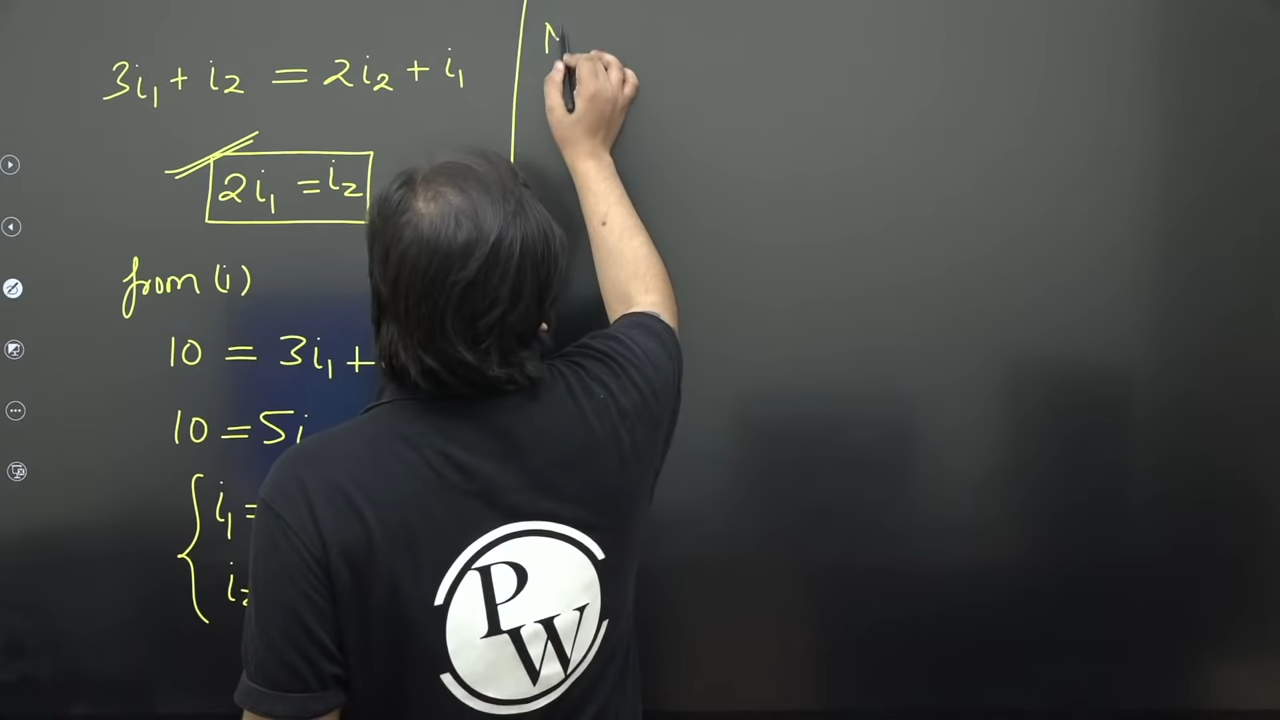 3i₁ + i₂ = 2i₂ + i₁
2i₁ = i₂
from (i)
10 = 3i₁ +
10 = 5i
i₁ =
i₂
PW